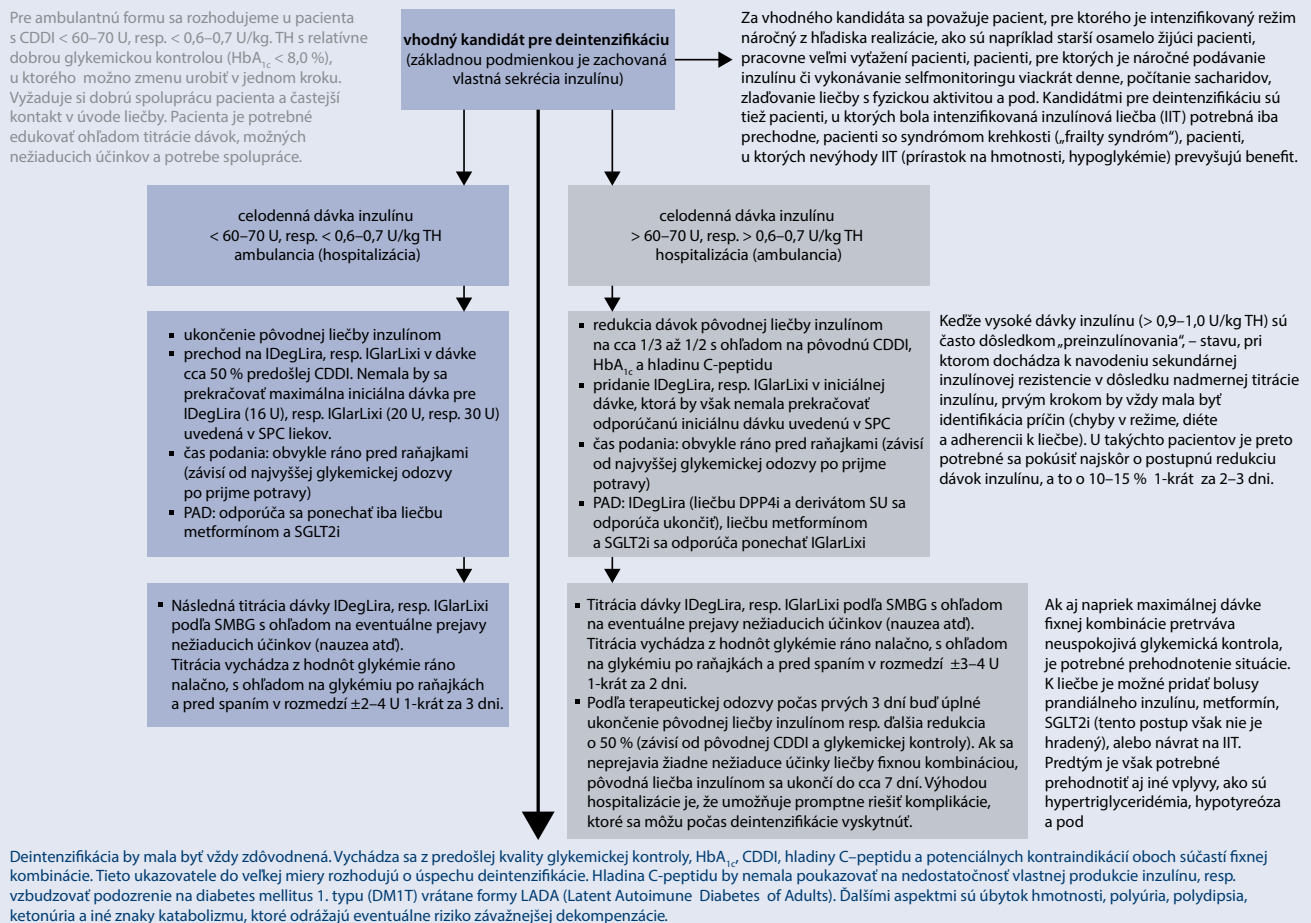 Pre ambulantnú formu sa rozhodujeme u pacienta
s CDDI < 60–70 U, resp. < 0,6–0,7 U/kg. TH s relatívne
dobrou glykemickou kontrolou (HbA1c < 8,0 %),
u ktorého možno zmenu urobiť v jednom kroku.
Vyžaduje si dobrú spoluprácu pacienta a častejší
kontakt v úvode liečby. Pacienta je potrebné
edukovať ohľadom titrácie dávok, možných
nežiaducich účinkov a potrebe spolupráce.
vhodný kandidát pre deintenzifikáciu
(základnou podmienkou je zachovaná
vlastná sekrécia inzulínu)
Za vhodného kandidáta sa považuje pacient, pre ktorého je intenzifikovaný režim
náročný z hľadiska realizácie, ako sú napríklad starší osamelo žijúci pacienti,
pracovne veľmi vyťažení pacienti, pacienti, pre ktorých je náročné podávanie
inzulínu či vykonávanie selfmonitoringu viackrát denne, počítanie sacharidov,
zlaďovanie liečby s fyzickou aktivitou a pod. Kandidátmi pre deintenzifikáciu sú
tiež pacienti, u ktorých bola intenzifikovaná inzulínová liečba (IIT) potrebná iba
prechodne, pacienti so syndrómom krehkosti („frailty syndróm“), pacienti,
u ktorých nevýhody IIT (prírastok na hmotnosti, hypoglykémie) prevyšujú benefit.
celodenná dávka inzulínu
< 60–70 U, resp. < 0,6–0,7 U/kg TH
ambulancia (hospitalizácia)
celodenná dávka inzulínu
> 60–70 U, resp. > 0,6–0,7 U/kg TH
hospitalizácia (ambulancia)
▪ ukončenie pôvodnej liečby inzulínom
▪ prechod na IDegLira, resp. IGlarLixi v dávke
cca 50 % predošlej CDDI. Nemala by sa
prekračovať maximálna iniciálna dávka pre
IDegLira (16 U), resp. IGlarLixi (20 U, resp. 30 U)
uvedená v SPC liekov.
▪ čas podania: obvykle ráno pred raňajkami
(závisí od najvyššej glykemickej odozvy
po prijme potravy)
▪ PAD: odporúča sa ponechať iba liečbu
metformínom a SGLT2i
▪ redukcia dávok pôvodnej liečby inzulínom
na cca 1/3 až 1/2 s ohľadom na pôvodnú CDDI,
HbA1c a hladinu C-peptidu
▪ pridanie IDegLira, resp. IGlarLixi v iniciálnej
dávke, ktorá by však nemala prekračovať
odporúčanú iniciálnu dávku uvedenú v SPC
▪ čas podania: obvykle ráno pred raňajkami (závisí
od najvyššej glykemickej odozvy po prijme
potravy)
▪ PAD: IDegLira (liečbu DPP4i a derivátom SU sa
odporúča ukončiť), liečbu metformínom
a SGLT2i sa odporúča ponechať IGlarLixi
Keďže vysoké dávky inzulínu (> 0,9–1,0 U/kg TH) sú
často dôsledkom „preinzulínovania“, – stavu, pri
ktorom dochádza k navodeniu sekundárnej
inzulínovej rezistencie v dôsledku nadmernej titrácie
inzulínu, prvým krokom by vždy mala byť
identifikácia príčin (chyby v režime, diéte
a adherencii k liečbe). U takýchto pacientov je preto
potrebné sa pokúsiť najskôr o postupnú redukciu
dávok inzulínu, a to o 10–15 % 1-krát za 2–3 dni.
▪ Následná titrácia dávky IDegLira, resp. IGlarLixi
podľa SMBG s ohľadom na eventuálne prejavy
nežiaducich účinkov (nauzea atď).
Titrácia vychádza z hodnôt glykémie ráno
nalačno, s ohľadom na glykémiu po raňajkách
a pred spaním v rozmedzí ±2–4 U 1-krát za 3 dni.
▪ Titrácia dávky IDegLira, resp. IGlarLixi podľa SMBG s ohľadom
na eventuálne prejavy nežiaducich účinkov (nauzea atď).
Titrácia vychádza z hodnôt glykémie ráno nalačno, s ohľadom
na glykémiu po raňajkách a pred spaním v rozmedzí ±3–4 U
1-krát za 2 dni.
▪ Podľa terapeutickej odozvy počas prvých 3 dní buď úplné
ukončenie pôvodnej liečby inzulínom resp. ďalšia redukcia
o 50 % (závisí od pôvodnej CDDI a glykemickej kontroly). Ak sa
neprejavia žiadne nežiaduce účinky liečby fixnou kombináciou,
pôvodná liečba inzulínom sa ukončí do cca 7 dní. Výhodou
hospitalizácie je, že umožňuje promptne riešiť komplikácie,
ktoré sa môžu počas deintenzifikácie vyskytnúť.
Ak aj napriek maximálnej dávke
fixnej kombinácie pretrváva
neuspokojivá glykemická kontrola,
je potrebné prehodnotenie situácie.
K liečbe je možné pridať bolusy
prandiálneho inzulínu, metformín,
SGLT2i (tento postup však nie je
hradený), alebo návrat na IIT.
Predtým je však potrebné
prehodnotiť aj iné vplyvy, ako sú
hypertriglyceridémia, hypotyreóza
a pod
Deintenzifikácia by mala byť vždy zdôvodnená. Vychádza sa z predošlej kvality glykemickej kontroly, HbA1c, CDDI, hladiny C–peptidu a potenciálnych kontraindikácií oboch súčastí fixnej
kombinácie. Tieto ukazovatele do veľkej miery rozhodujú o úspechu deintenzifikácie. Hladina C-peptidu by nemala poukazovať na nedostatočnosť vlastnej produkcie inzulínu, resp.
vzbudzovať podozrenie na diabetes mellitus 1. typu (DM1T) vrátane formy LADA (Latent Autoimune Diabetes of Adults). Ďalšími aspektmi sú úbytok hmotnosti, polyúria, polydipsia,
ketonúria a iné znaky katabolizmu, ktoré odrážajú eventuálne riziko závažnejšej dekompenzácie.